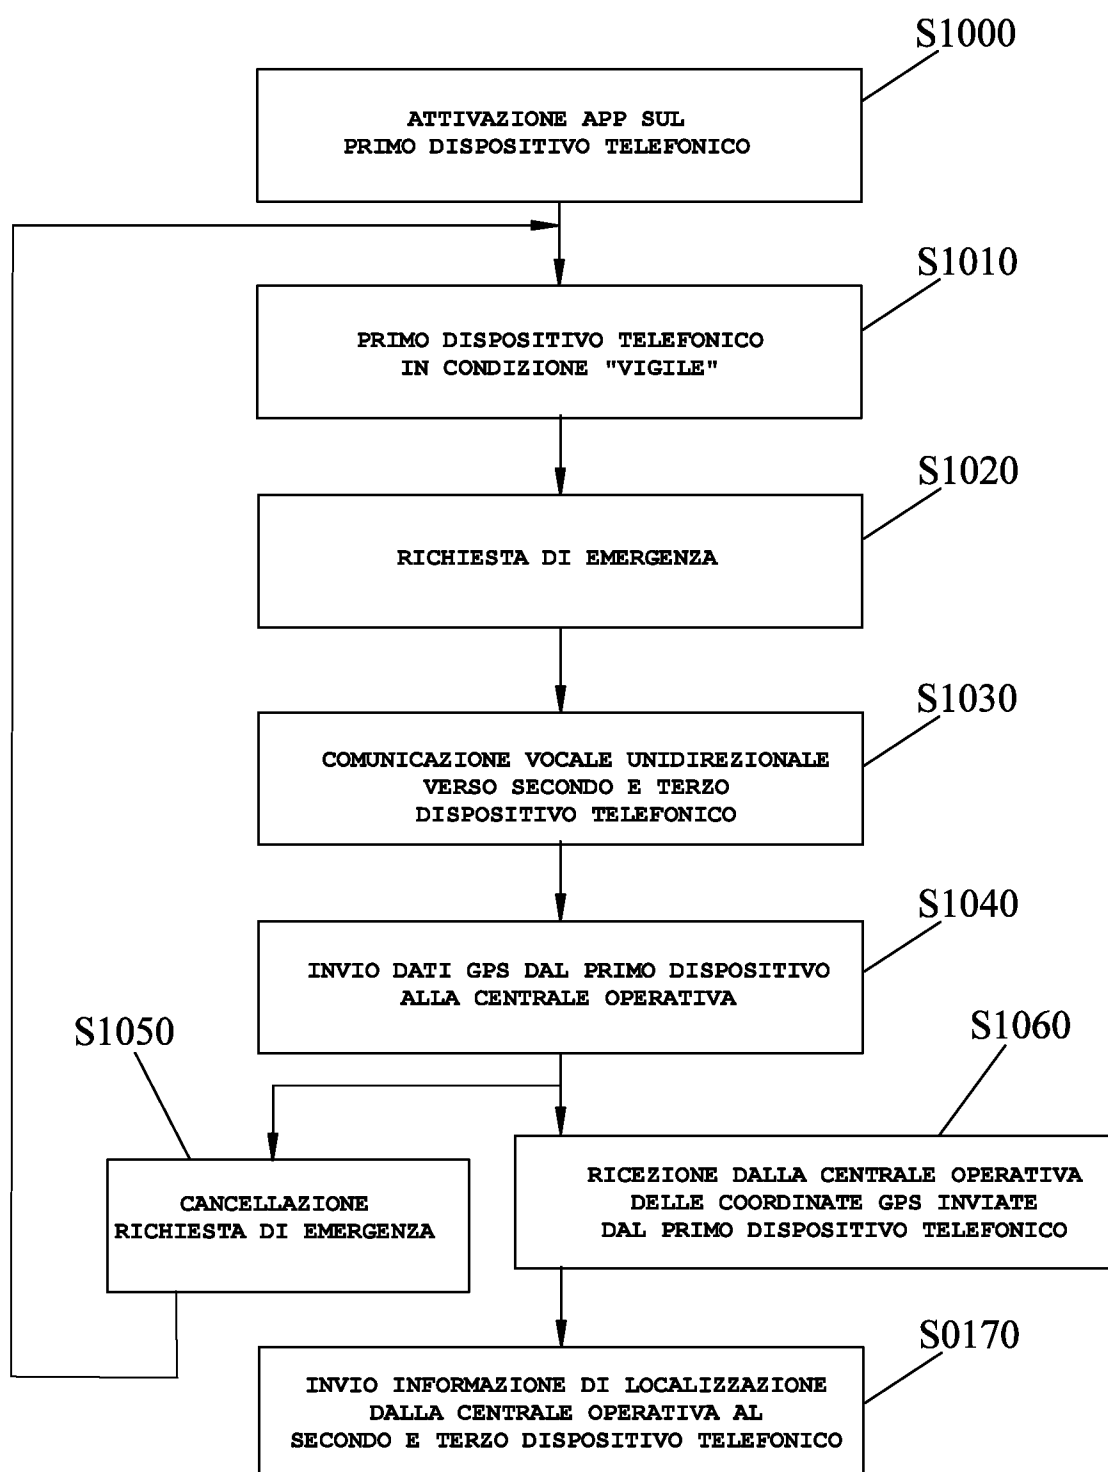 S1000
ATTIVAZIONE APP SUL
PRIMO DISPOSITIVO TELEFONICO
S1010
PRIMO DISPOSITIVO TELEFONICO
IN CONDIZIONE "VIGILE"
S1020
RICHIESTA DI EMERGENZA
S1030
COMUNICAZIONE VOCALE UNIDIREZIONALE
VERSO SECONDO E TERZO
DISPOSITIVO TELEFONICO
S1040
INVIO DATI GPS DAL PRIMO DISPOSITIVO
ALLA CENTRALE OPERATIVA
S1050
CANCELLAZIONE
RICHIESTA DI EMERGENZA
S1060
RICEZIONE DALLA CENTRALE OPERATIVA
DELLE COORDINATE GPS INVIATE
DAL PRIMO DISPOSITIVO TELEFONICO
S0170
INVIO INFORMAZIONE DI LOCALIZZAZIONE
DALLA CENTRALE OPERATIVA AL
SECONDO E TERZO DISPOSITIVO TELEFONICO